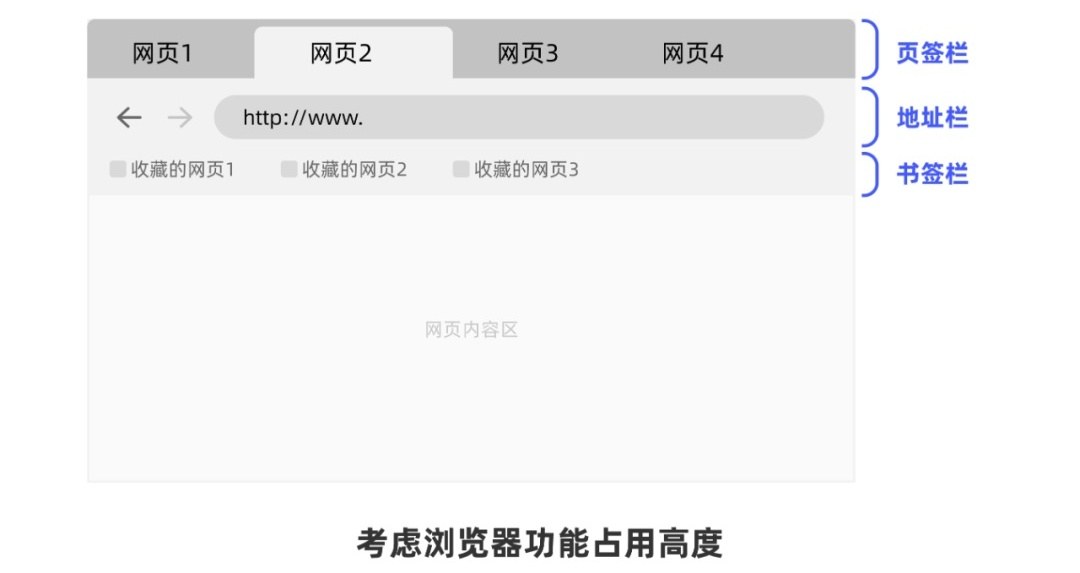 网页1 网页2 网页3 网页4 页签栏
http://www. 地址栏
收藏的网页1 收藏的网页2 收藏的网页3 书签栏
网页内容区
考虑浏览器功能占用高度